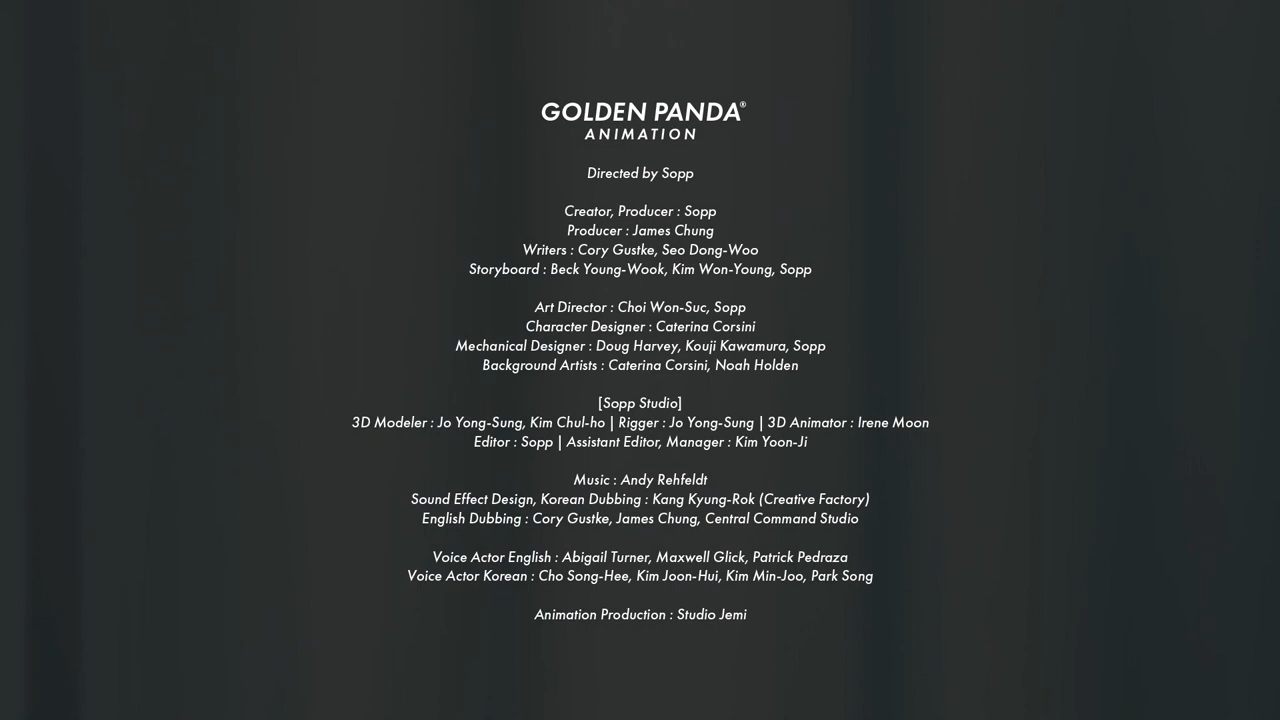 GOLDEN PANDA®
ANIMATION
Directed by Sopp
Creator, Producer : Sopp
Producer : James Chung
Writers : Cory Gustke, Seo Dong-Woo
Storyboard : Beck Young-Wook, Kim Won-Young, Sopp
Art Director : Choi Won-Suc, Sopp
Character Designer : Caterina Corsini
Mechanical Designer : Doug Harvey, Kouji Kawamura, Sopp
Background Artists : Caterina Corsini, Noah Holden
[Sopp Studio]
3D Modeler : Jo Yong-Sung, Kim Chul-ho | Rigger : Jo Yong-Sung | 3D Animator : Irene Moon
Editor : Sopp | Assistant Editor, Manager : Kim Yoon-Ji
Music : Andy Rehfeldt
Sound Effect Design, Korean Dubbing : Kang Kyung-Rok (Creative Factory)
English Dubbing : Cory Gustke, James Chung, Central Command Studio
Voice Actor English : Abigail Turner, Maxwell Glick, Patrick Pedraza
Voice Actor Korean : Cho Song-Hee, Kim Joon-Hui, Kim Min-Joo, Park Song
Animation Production : Studio Jemi